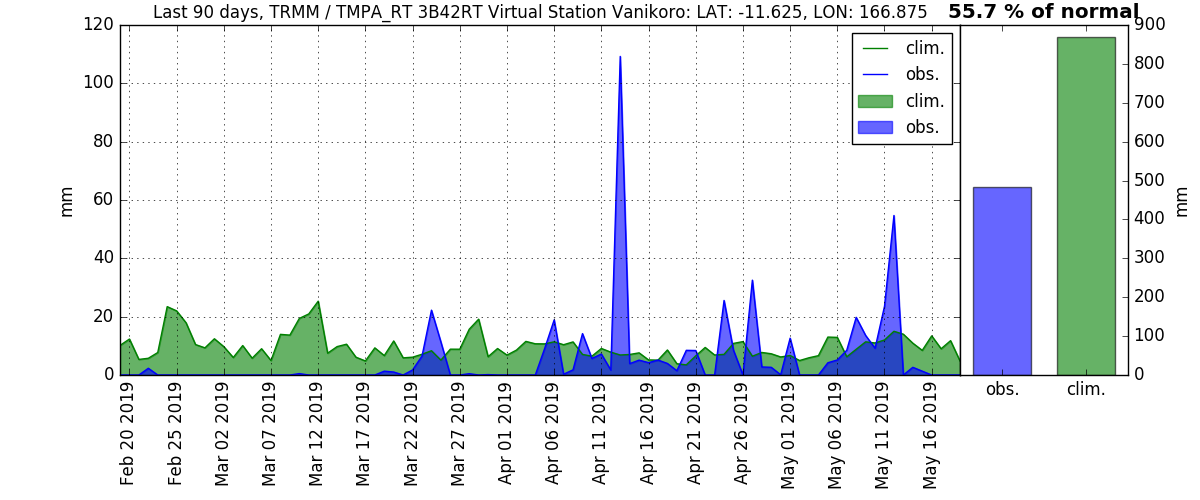 Last 90 days, TRMM / TMPA_RT 3B42RT Virtual Station Vanikoro: LAT: -11.625, LON: 166.875
55.7 % of normal
120
100
80
60
40
20
0
mm
clim.
obs.
clim.
obs.
Feb 20 2019
Feb 25 2019
Mar 02 2019
Mar 07 2019
Mar 12 2019
Mar 17 2019
Mar 22 2019
Mar 27 2019
Apr 01 2019
Apr 06 2019
Apr 11 2019
Apr 16 2019
Apr 21 2019
Apr 26 2019
May 01 2019
May 06 2019
May 11 2019
May 16 2019
900
800
700
600
500
400
300
200
100
0
mm
obs.
clim.